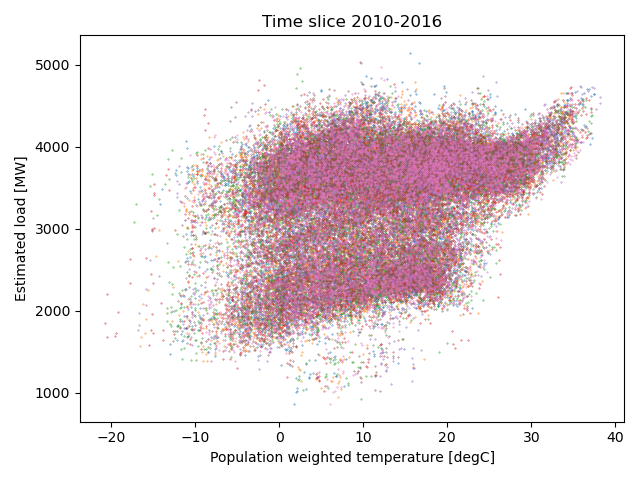 Time slice 2010-2016
Estimated load [MW]
5000
4000
3000
2000
1000
−20 −10 0 10 20 30 40
Population weighted temperature [degC]